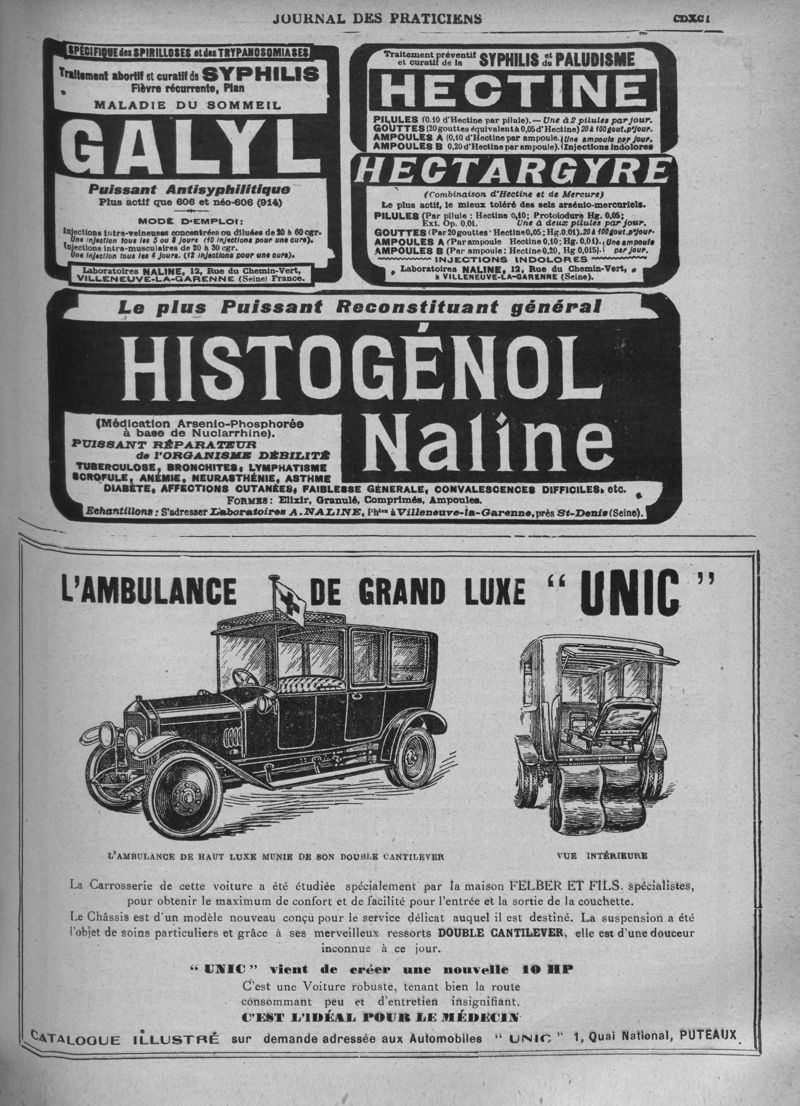 JOURNAL DES PRATICIENS
CDXCI
SPÉCIFIQUE des SPIRILLOSES et des TRYPANOSOMIASES
Traitement abortif et curatif de SYPHILIS
Fièvre récurrente, Pian
MALADIE DU SOMMEIL
GALYL
Puissant Antisyphilitique
Plus actif que 606 et néo-606 (914)
MODE D'EMPLOI:
Injections intra-veineuses concentrées ou diluées de 20 à 60 cgr.
Une injection tous les 5 ou 8 jours (10 injections pour une cure).
Injections intra-musculaires de 20 à 30 cgr.
Une injection tous les 4 jours. (12 injections pour une cure).
Laboratoires NALINE, 12, Rue du Chemin-Vert,
VILLENEUVE-LA-GARENNE (Seine) France.
Traitement préventif et curatif de la SYPHILIS et du PALUDISME
HECTINE
PILULES (0.10 d'Hectine par pilule).— Une à 2 pilules par jour.
GOUTTES (20 gouttes équivalent à 0,05 d'Hectine) 20 à 100 gout. p' jour.
AMPOULES A (0,10 d'Hectine par ampoule. Une ampoule par jour.
AMPOULES B 0,20 d'Hectine par ampoule). Injections indolores
HECTARGYRE
(Combinaison d'Hectine et de Mercure)
Le plus actif, le mieux toléré des sels arsénio-mercuriels.
PILULES (Par pilule : Hectine 0,10; Protoiodure Hg. 0,05;
Ext. Op. 0,01. Une à deux pilules par jour.
GOUTTES (Par 20 gouttes: Hectine 0,05; Hg. 0.01). 20 à 100 gout. p' jour.
AMPOULES A (Par ampoule Hectine 0,10; Hg. 0,01). Une ampoule
AMPOULES B (Par ampoule: Hectine 0,20, Hg 0,015). par jour.
INJECTIONS INDOLORES
Laboratoires NALINE, 12, Rue du Chemin-Vert,
à VILLENEUVE-LA-GARENNE (Seine).
Le plus Puissant Reconstituant général
HISTOGÉNOL
Naline
(Médication Arsenio-Phosphorée
à base de Nuclarrhine).
PUISSANT RÉPARATEUR
de l'ORGANISME DÉBILITÉ
TUBERCULOSE, BRONCHITES, LYMPHATISME
SCROFULE, ANÉMIE, NEURASTHÉNIE, ASTHME
DIABÈTE, AFFECTIONS CUTANÉES, FAIBLESSE GÉNÉRALE, CONVALESCENCES DIFFICILES, etc.
FORMES: Elixir, Granulé, Comprimés, Ampoules.
Echantillons: S'adresser Laboratoires A. NALINE, Phien à Villeneuve-la-Garenne, près St-Denis (Seine).
L'AMBULANCE DE GRAND LUXE "UNIC"
L'AMBULANCE DE HAUT LUXE MUNIE DE SON DOUBLE CANTILEVER
VUE INTÉRIEURE
La Carrosserie de cette voiture a été étudiée spécialement par la maison FELBER ET FILS. spécialistes,
pour obtenir le maximum de confort et de facilité pour l'entrée et la sortie de la couchette.
Le Châssis est d'un modèle nouveau conçu pour le service délicat auquel il est destiné. La suspension a été
l'objet de soins particuliers et grâce à ses merveilleux ressorts DOUBLE CANTILEVER, elle est d'une douceur
inconnue à ce jour.
"UNIC" vient de créer une nouvelle 10 HP
C'est une Voiture robuste, tenant bien la route
consommant peu et d'entretien insignifiant.
C'EST L'IDÉAL POUR LE MÉDECIN
CATALOGUE ILLUSTRÉ sur demande adressée aux Automobiles "UNIC" 1, Quai National, PUTEAUX